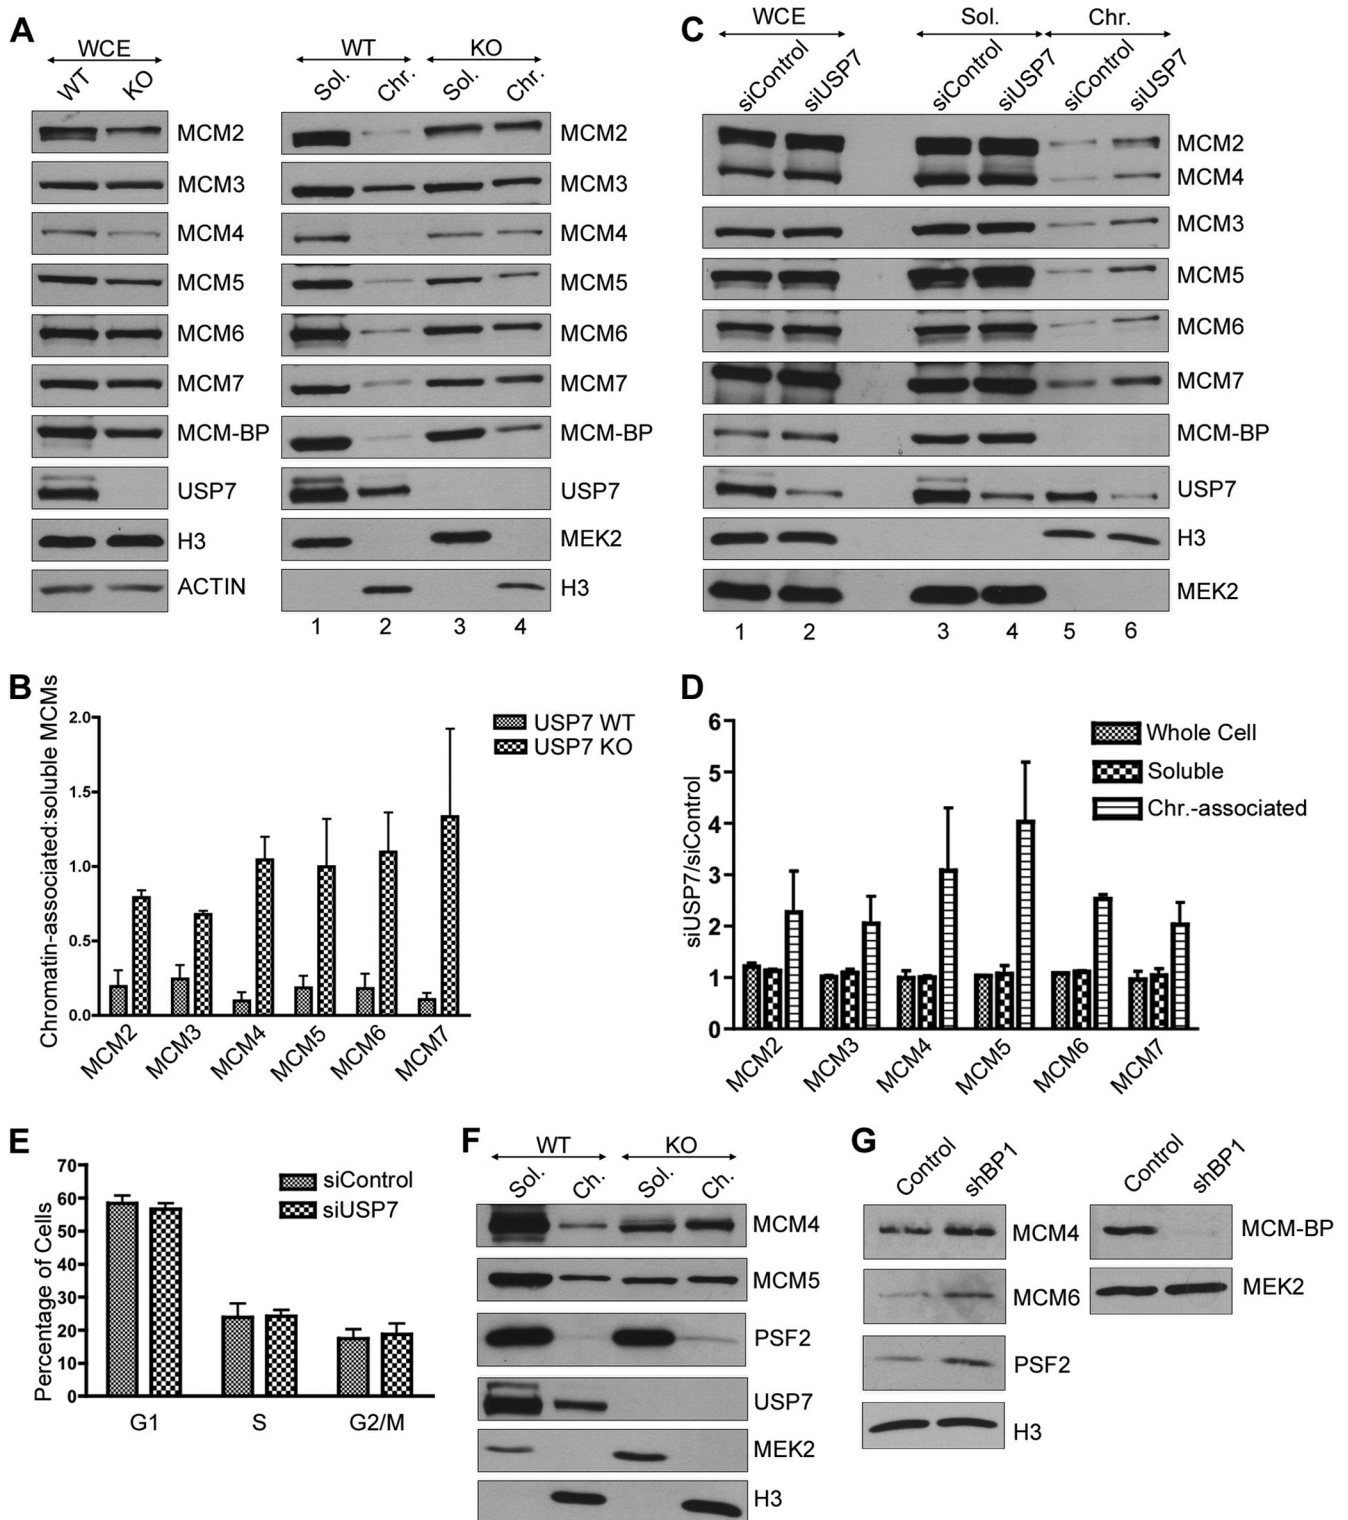 A
WCE
WT KO
MCM2
MCM3
MCM4
MCM5
MCM6
MCM7
MCM-BP
USP7
H3
ACTIN
WT KO
Sol. Chr. Sol. Chr.
MCM2
MCM3
MCM4
MCM5
MCM6
MCM7
MCM-BP
USP7
MEK2
H3
1 2 3 4
C
WCE Sol. Chr.
siControl siUSP7 siControl siUSP7 siControl siUSP7
MCM2
MCM4
MCM3
MCM5
MCM6
MCM7
MCM-BP
USP7
H3
MEK2
1 2 3 4 5 6
B
Chromatin-associated:soluble MCMs
2.0
1.5
1.0
0.5
0.0
MCM2 MCM3 MCM4 MCM5 MCM6 MCM7
USP7 WT
USP7 KO
D
siUSP7/siControl
6
5
4
3
2
1
0
MCM2 MCM3 MCM4 MCM5 MCM6 MCM7
Whole Cell
Soluble
Chr.-associated
E
Percentage of Cells
70
60
50
40
30
20
10
0
G1 S G2/M
siControl
siUSP7
F
WT KO
Sol. Ch. Sol. Ch.
MCM4
MCM5
PSF2
USP7
MEK2
H3
G
Control shBP1
MCM4
MCM6
PSF2
H3
Control shBP1
MCM-BP
MEK2